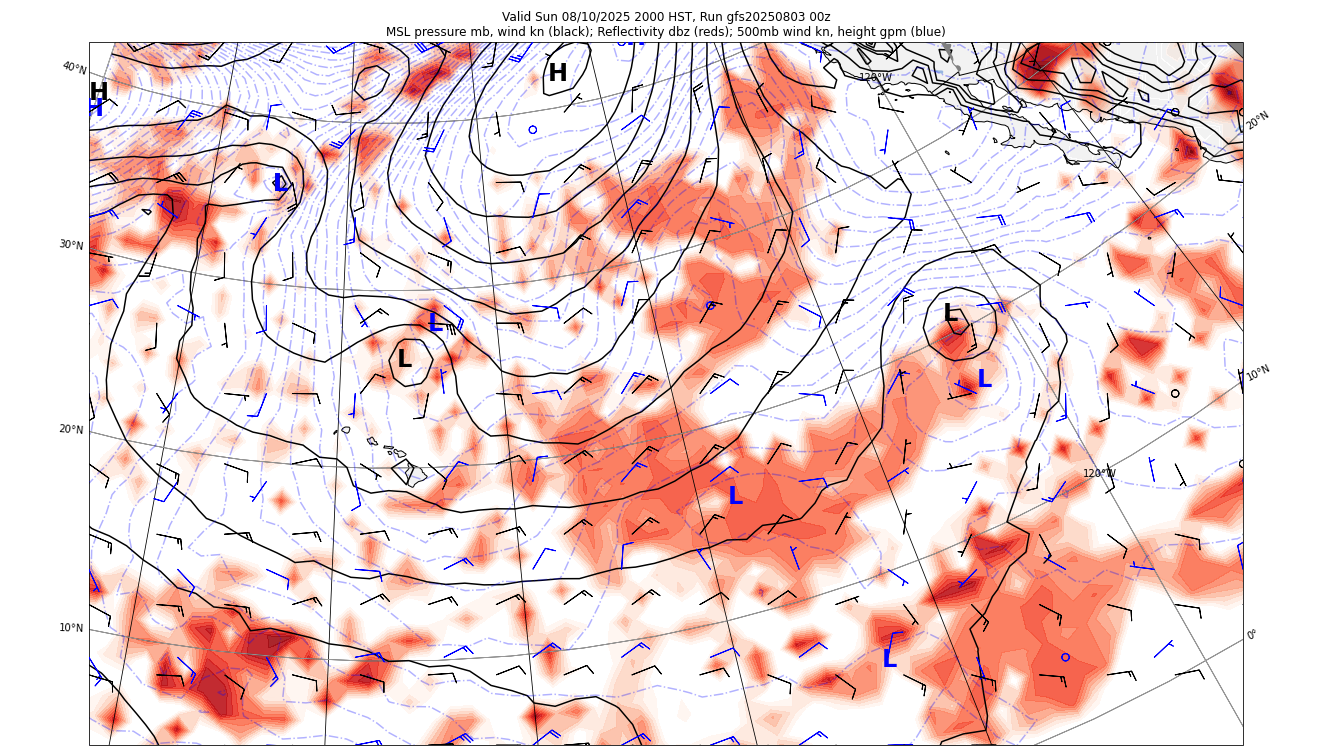 Valid Sun 08/10/2025 2000 HST, Run gfs20250803 00z
MSL pressure mb, wind kn (black); Reflectivity dbz (reds); 500mb wind kn, height gpm (blue)
40°N
H
H
H
120°W
20°N
L
30°N
L
L
L
L
10°N
20°N
120°W
L
10°N
0°
L